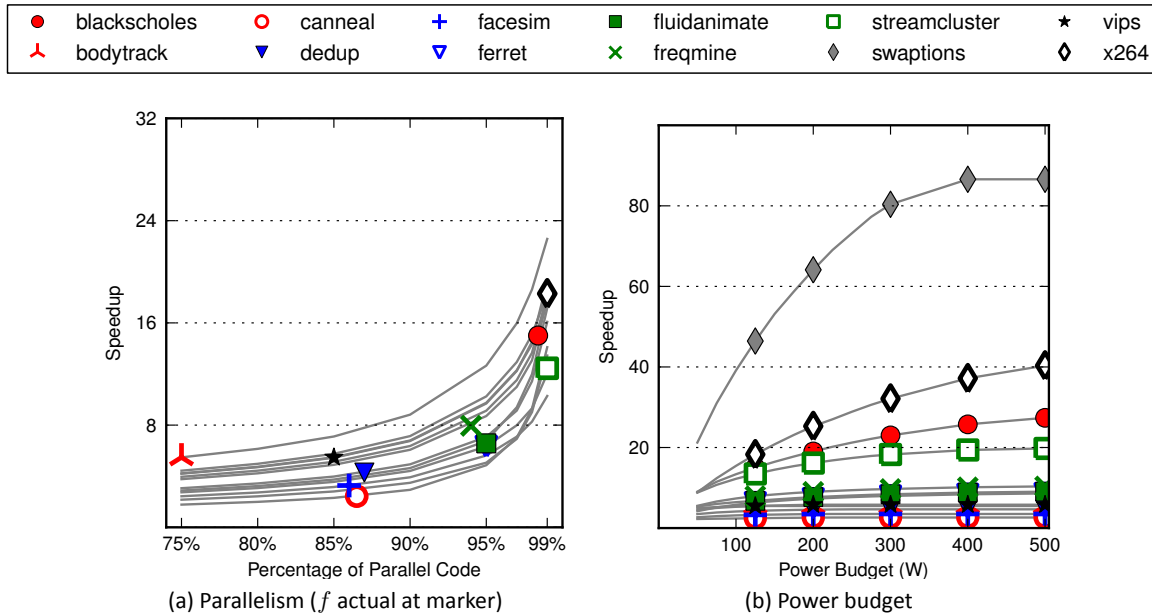 blackscholes canneal facesim fluidanimate streamcluster vips
bodytrack dedup ferret freqmine swaptions x264
32
24
16
8
Speedup
75% 80% 85% 90% 95% 99%
Percentage of Parallel Code
(a) Parallelism (f actual at marker)
80
60
40
20
Speedup
100 200 300 400 500
Power Budget (W)
(b) Power budget